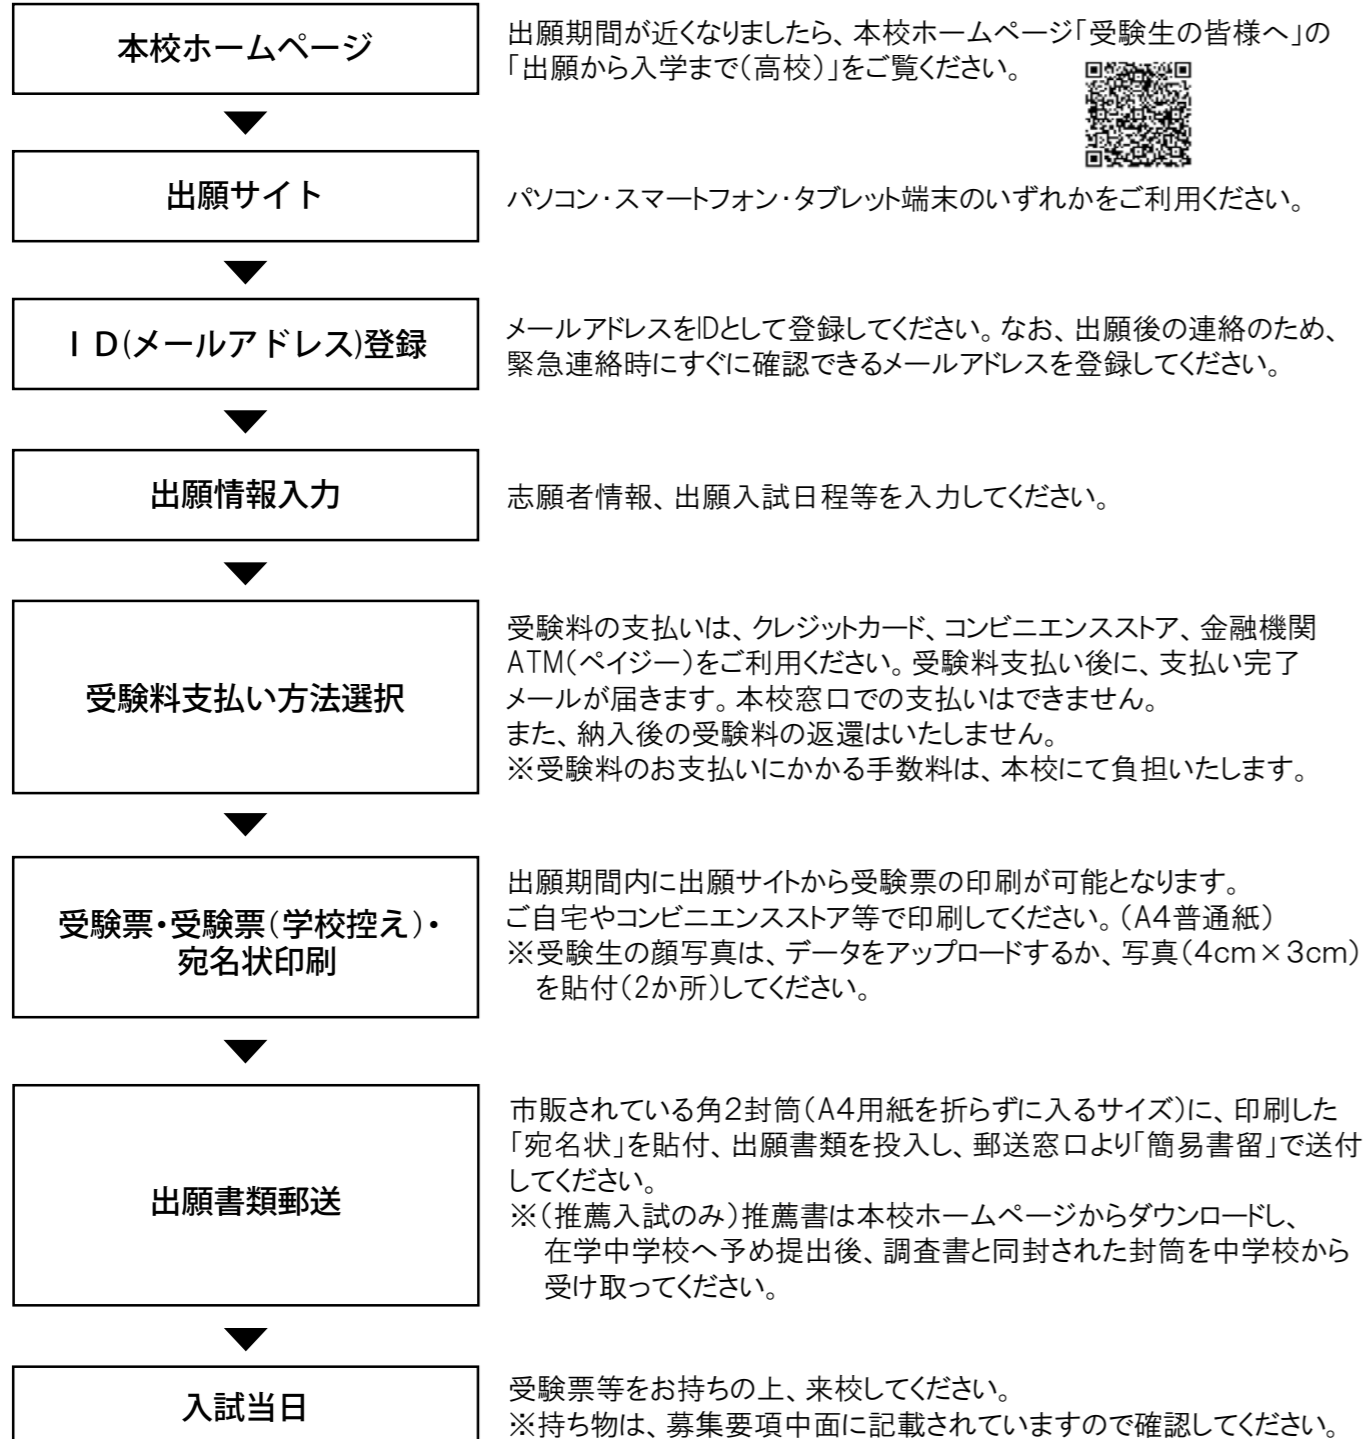 本校ホームページ
出願期間が近くなりましたら、本校ホームページ「受験生の皆様へ」の
「出願から入学まで（高校）」をご覧ください。
出願サイト
パソコン・スマートフォン・タブレット端末のいずれかをご利用ください。
ＩＤ(メールアドレス)登録
メールアドレスをIDとして登録してください。なお、出願後の連絡のため、
緊急連絡時にすぐに確認できるメールアドレスを登録してください。
出願情報入力
志願者情報、出願入試日程等を入力してください。
受験料支払い方法選択
受験料の支払いは、クレジットカード、コンビニエンスストア、金融機関
ATM（ペイジー）をご利用ください。受験料支払い後に、支払い完了
メールが届きます。本校窓口での支払いはできません。
また、納入後の受験料の返還はいたしません。
※受験料のお支払いにかかる手数料は、本校にて負担いたします。
受験票・受験票（学校控え）・
宛名状印刷
出願期間内に出願サイトから受験票の印刷が可能となります。
ご自宅やコンビニエンスストア等で印刷してください。（A4普通紙）
※受験生の顔写真は、データをアップロードするか、写真（4cm×3cm）
を貼付（2か所）してください。
出願書類郵送
市販されている角2封筒（A4用紙を折らずに入るサイズ）に、印刷した
「宛名状」を貼付、出願書類を投入し、郵送窓口より「簡易書留」で送付
してください。
※（推薦入試のみ）推薦書は本校ホームページからダウンロードし、
在学中学校へ予め提出後、調査書と同封された封筒を中学校から
受け取ってください。
入試当日
受験票等をお持ちの上、来校してください。
※持ち物は、募集要項中面に記載されていますので確認してください。